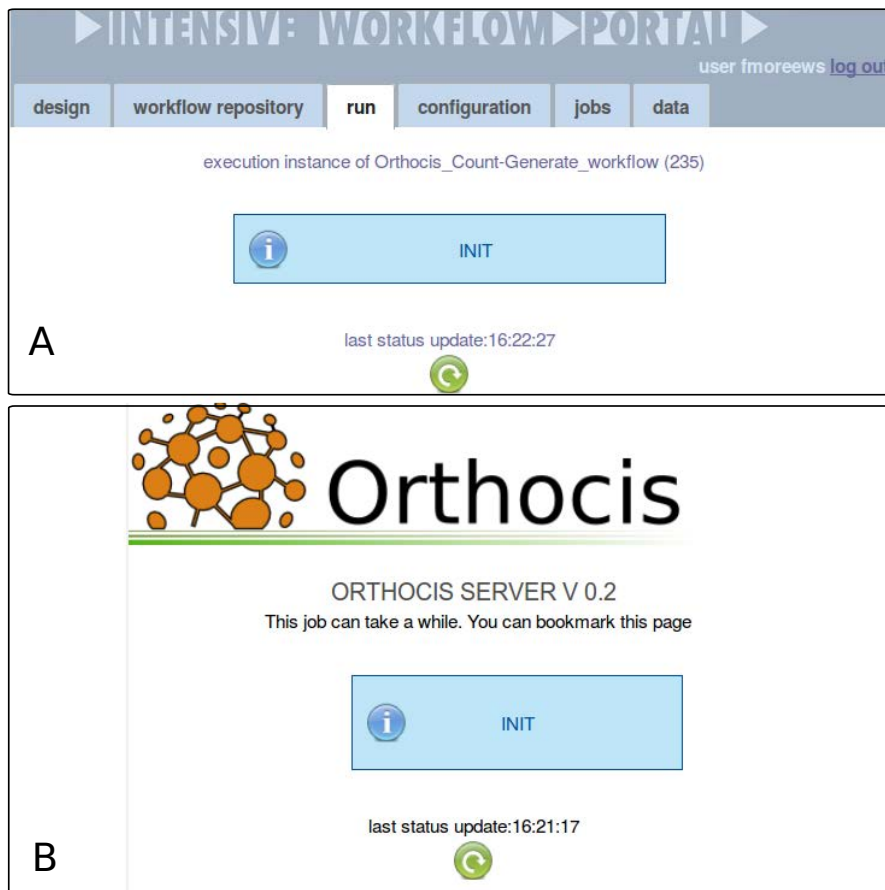 INTENSIVE WORKFLOW PORTAL
user fmoreews log out
design workflow repository run configuration jobs data
execution instance of Orthocis_Count-Generate_workflow (235)
i INIT
last status update:16:22:27
A
Orthocis
ORTHOCIS SERVER V 0.2
This job can take a while. You can bookmark this page
i INIT
last status update:16:21:17
B